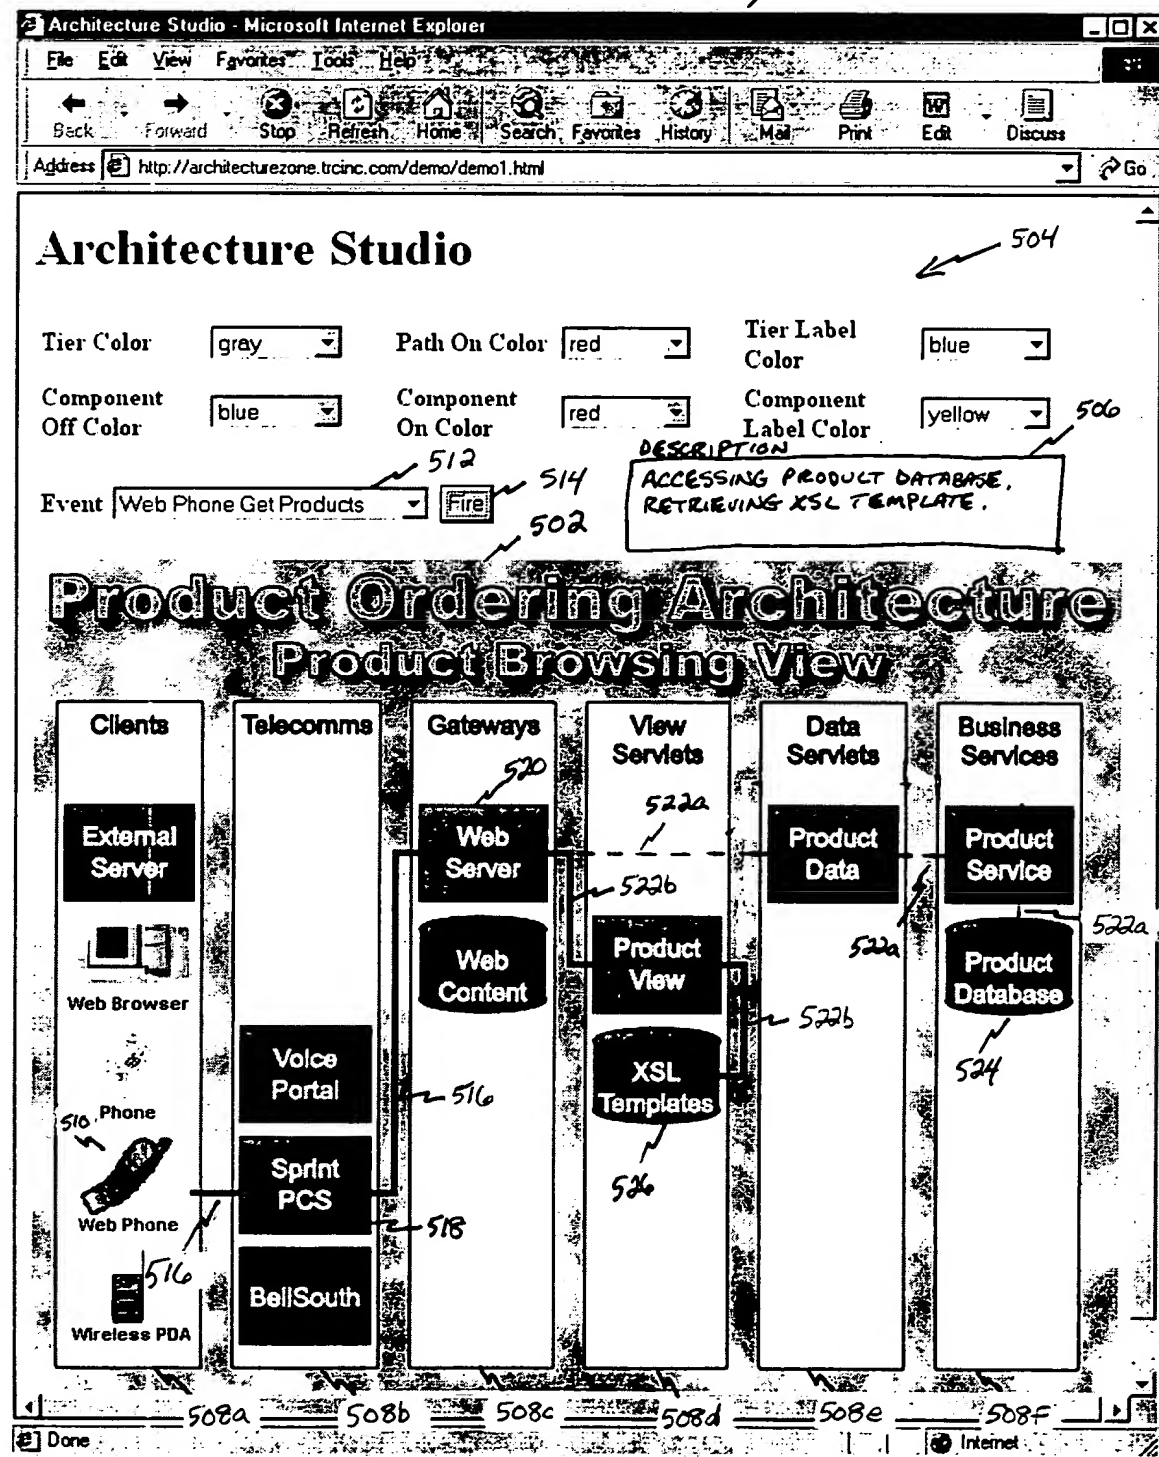 Architecture Studio - Microsoft Internet Explorer
File Edit View Favorites Tools Help
Back Forward Stop Refresh Home Search Favorites History Mail Print Edit Discuss
Address http://architecturezone.trcinc.com/demo/demo1.html Go
Architecture Studio
504
Tier Color gray Path On Color red Tier Label Color blue
Component Off Color blue Component On Color red Component Label Color yellow
506
DESCRIPTION
ACCESSING PRODUCT DATABASE.
RETRIEVING XSL TEMPLATE.
512
Event Web Phone Get Products Fire 514
502
Product Ordering Architecture
Product Browsing View
Clients Telecomms Gateways View Servlets Data Servlets Business Services
520
522a
External Server Web Server Product Data Product Service
522b
522a
522a
Web Browser
Web Content
Product View
Product Database
522b
524
Phone
Voice Portal
XSL Templates
516
510
526
Web Phone
Sprint PCS
518
516
Wireless PDA
BellSouth
508a 508b 508c 508d 508e 508f
Done Internet